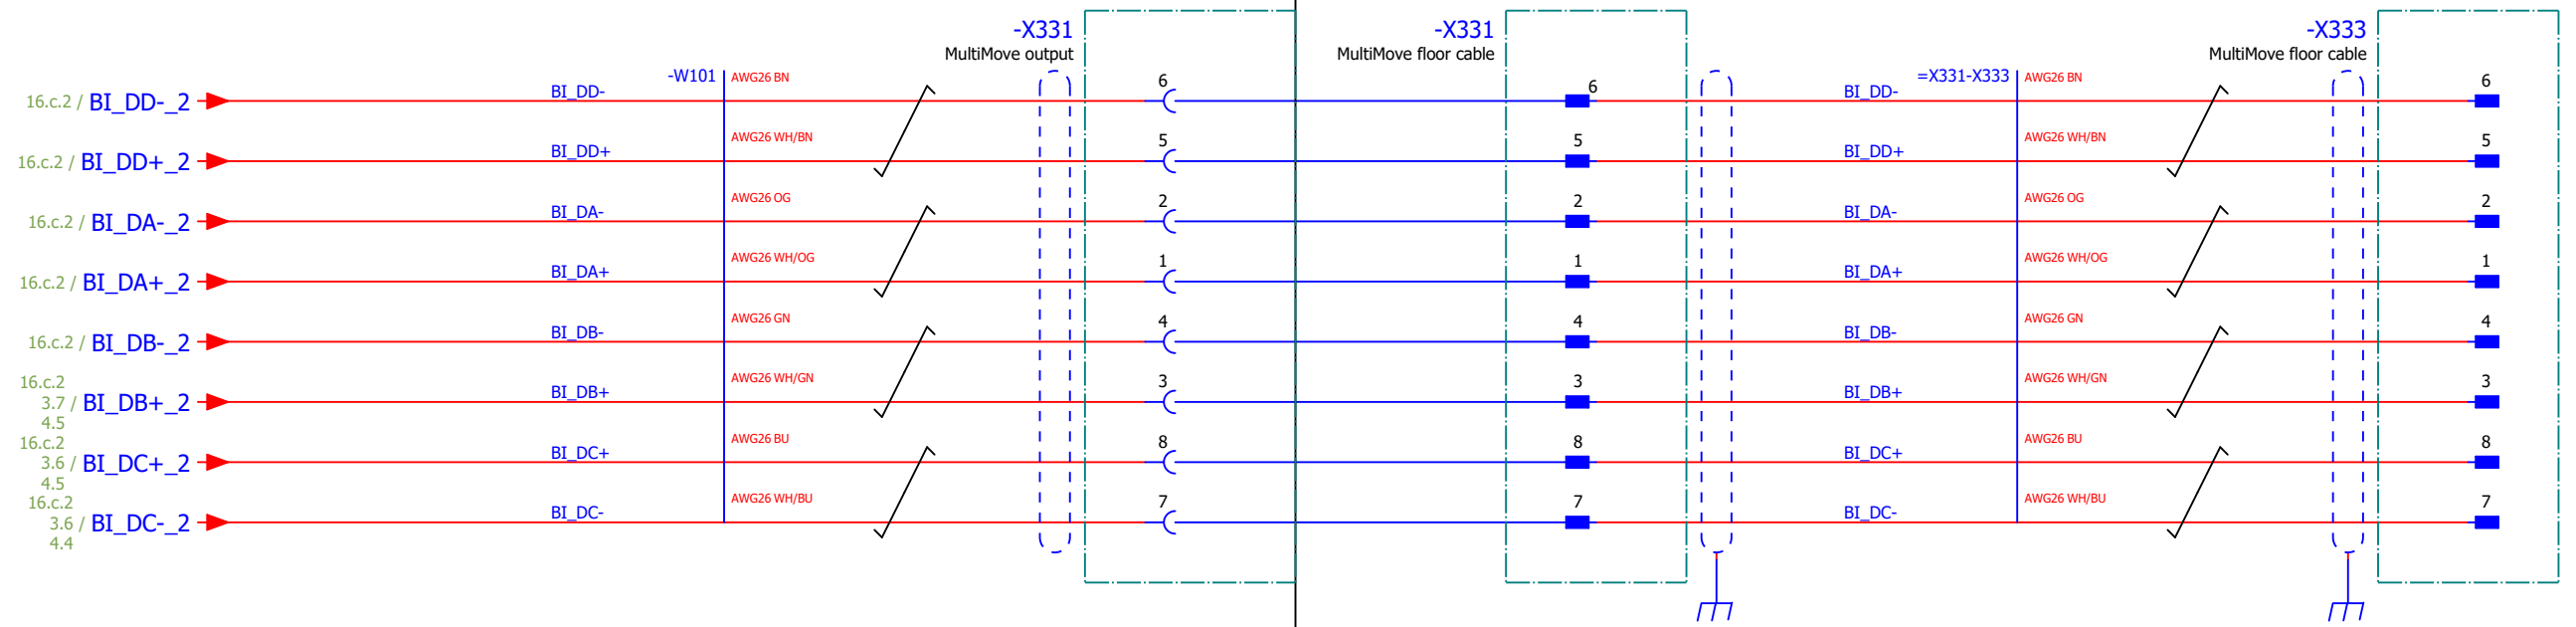 -X331
MultiMove output
-X331
MultiMove floor cable
-X333
MultiMove floor cable
-W101
=X331-X333
16.c.2 / BI_DD-_2 BI_DD- AWG26 BN 6 6 BI_DD- AWG26 BN 6
16.c.2 / BI_DD+_2 BI_DD+ AWG26 WH/BN 5 5 BI_DD+ AWG26 WH/BN 5
16.c.2 / BI_DA-_2 BI_DA- AWG26 OG 2 2 BI_DA- AWG26 OG 2
16.c.2 / BI_DA+_2 BI_DA+ AWG26 WH/OG 1 1 BI_DA+ AWG26 WH/OG 1
16.c.2 / BI_DB-_2 BI_DB- AWG26 GN 4 4 BI_DB- AWG26 GN 4
16.c.2
3.7 / BI_DB+_2 BI_DB+ AWG26 WH/GN 3 3 BI_DB+ AWG26 WH/GN 3
4.5
16.c.2
3.6 / BI_DC+_2 BI_DC+ AWG26 BU 8 8 BI_DC+ AWG26 BU 8
4.5
16.c.2
3.6 / BI_DC-_2 BI_DC- AWG26 WH/BU 7 7 BI_DC- AWG26 WH/BU 7
4.4